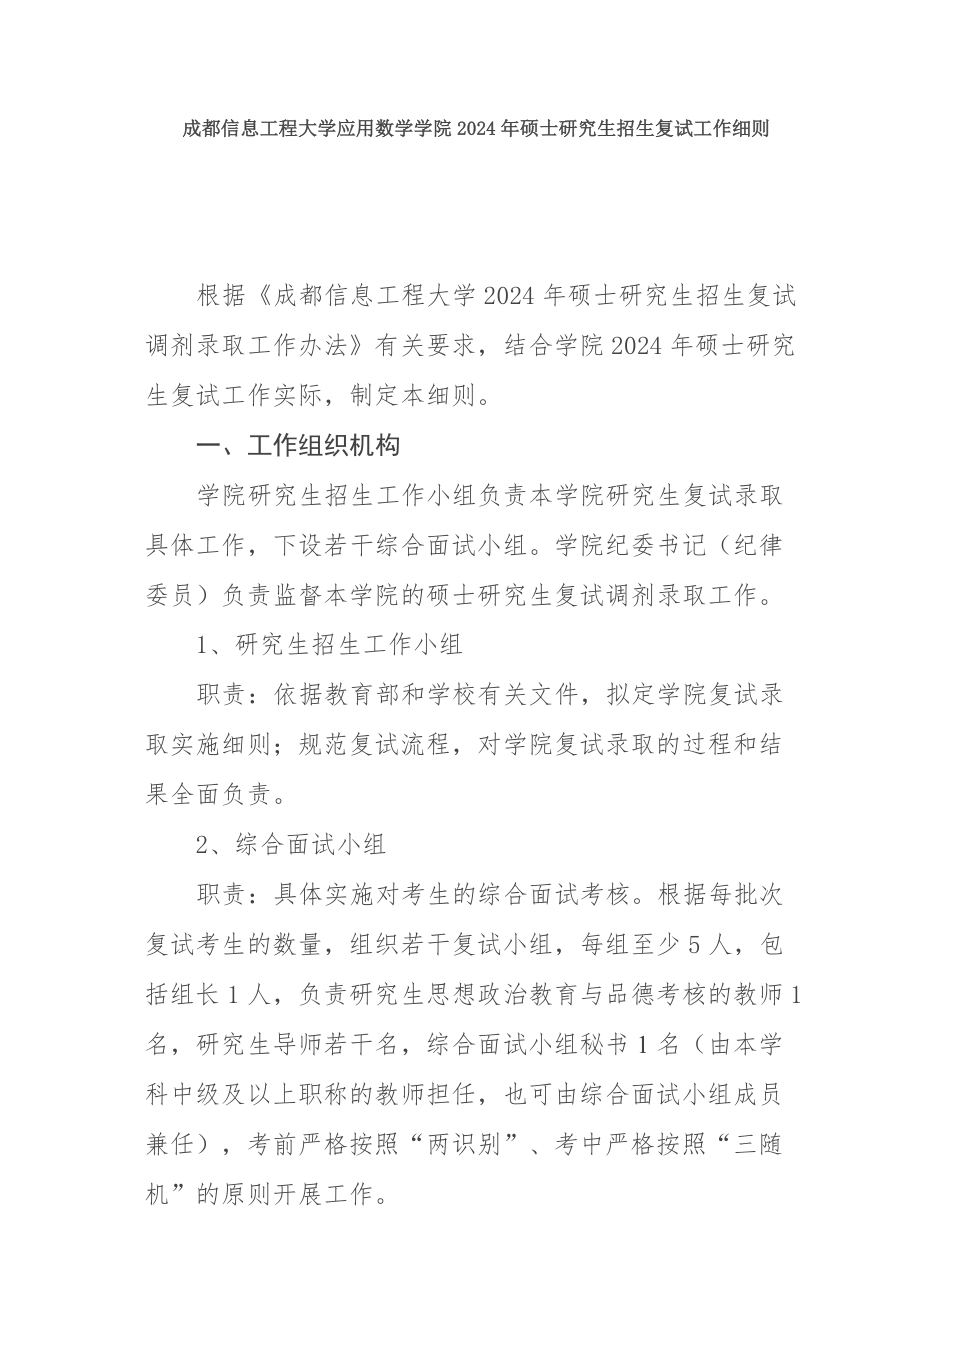 成都信息工程大学应用数学学院 2024 年硕士研究生招生复试工作细则
根据《成都信息工程大学 2024 年硕士研究生招生复试
调剂录取工作办法》有关要求，结合学院 2024 年硕士研究
生复试工作实际，制定本细则。
一、工作组织机构
学院研究生招生工作小组负责本学院研究生复试录取
具体工作，下设若干综合面试小组。学院纪委书记（纪律
委员）负责监督本学院的硕士研究生复试调剂录取工作。
1、研究生招生工作小组
职责：依据教育部和学校有关文件，拟定学院复试录
取实施细则；规范复试流程，对学院复试录取的过程和结
果全面负责。
2、综合面试小组
职责：具体实施对考生的综合面试考核。根据每批次
复试考生的数量，组织若干复试小组，每组至少 5 人，包
括组长 1 人，负责研究生思想政治教育与品德考核的教师 1
名，研究生导师若干名，综合面试小组秘书 1 名（由本学
科中级及以上职称的教师担任，也可由综合面试小组成员
兼任），考前严格按照“两识别”、考中严格按照“三随
机”的原则开展工作。